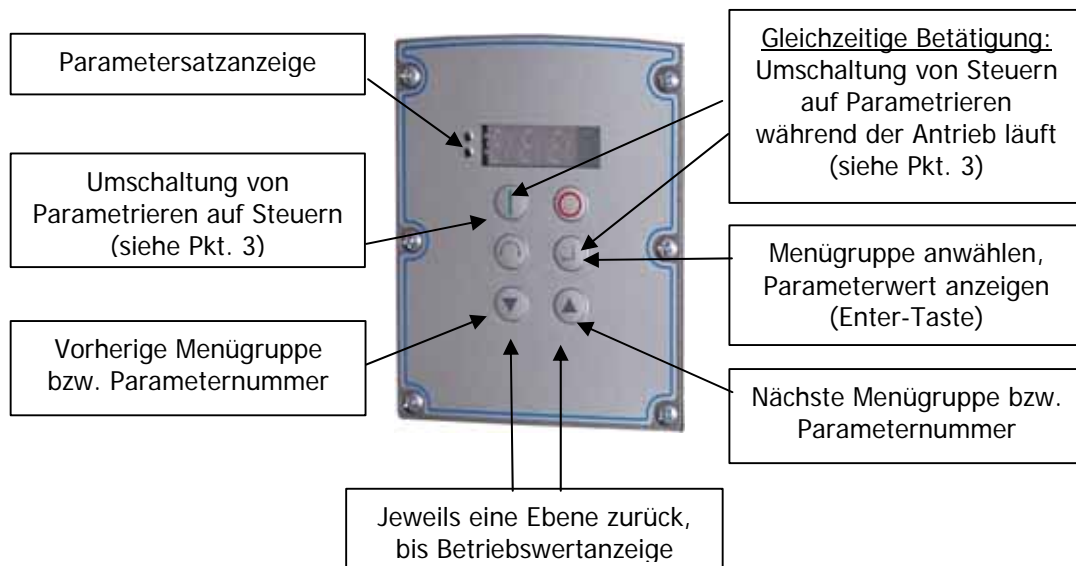 Parametersatzanzeige
Umschaltung von
Parametrieren auf Steuern
(siehe Pkt. 3)
Vorherige Menügruppe
bzw. Parameternummer
Gleichzeitige Betätigung:
Umschaltung von Steuern
auf Parametrieren
während der Antrieb läuft
(siehe Pkt. 3)
Menügruppe anwählen,
Parameterwert anzeigen
(Enter-Taste)
Nächste Menügruppe bzw.
Parameternummer
Jeweils eine Ebene zurück,
bis Betriebswertanzeige